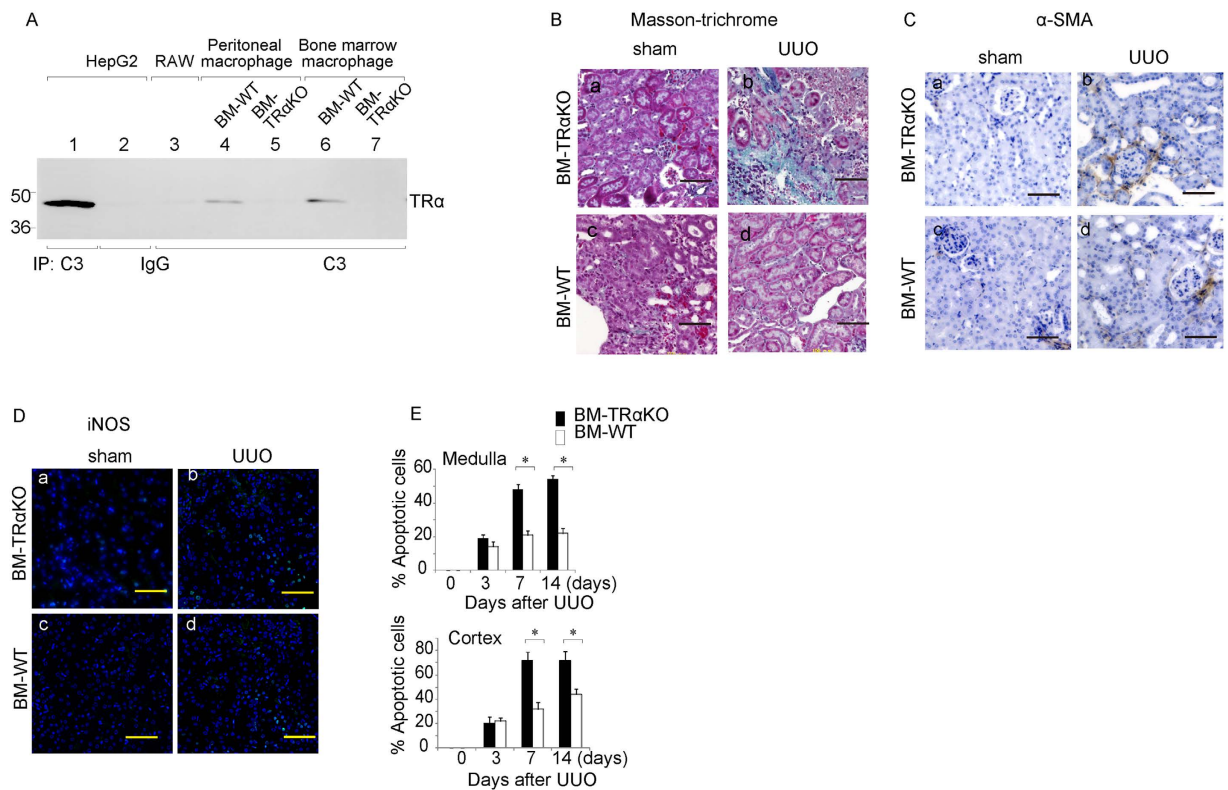 A
HepG2
RAW
Peritoneal
macrophage
Bone marrow
macrophage
BM-WT
BM-
TRαKO
BM-WT
BM-
TRαKO
1 2 3 4 5 6 7
50
36
TRα
IP: C3
IgG
C3
B
Masson-trichrome
sham
UUO
BM-TRαKO
BM-WT
a
b
c
d
C
α-SMA
sham
UUO
BM-TRαKO
BM-WT
a
b
c
d
D
iNOS
sham
UUO
BM-TRαKO
BM-WT
a
b
c
d
E
BM-TRαKO
BM-WT
Medulla
% Apoptotic cells
60
40
20
0
* *
0 3 7 14 (days)
Days after UUO
Cortex
% Apoptotic cells
80
60
40
20
0
* *
0 3 7 14 (days)
Days after UUO